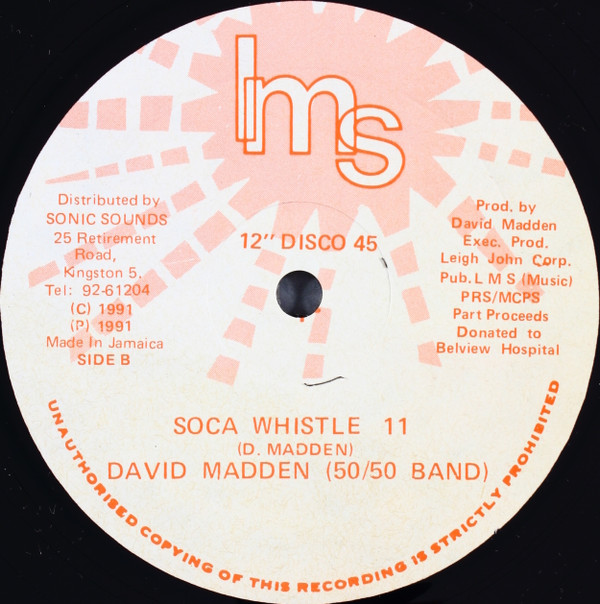 lms
12" DISCO 45
Distributed by
SONIC SOUNDS
25 Retirement
Road,
Kingston 5.
Tel: 92-61204
(C) 1991
(P) 1991
Made In Jamaica
SIDE B
Prod. by
David Madden
Exec. Prod.
Leigh John Corp.
Pub. L M S (Music)
PRS/MCPS
Part Proceeds
Donated to
Belview Hospital
SOCA WHISTLE 11
(D. MADDEN)
DAVID MADDEN (50/50 BAND)
UNAUTHORISED COPYING OF THIS RECORDING IS STRICTLY PROHIBITED